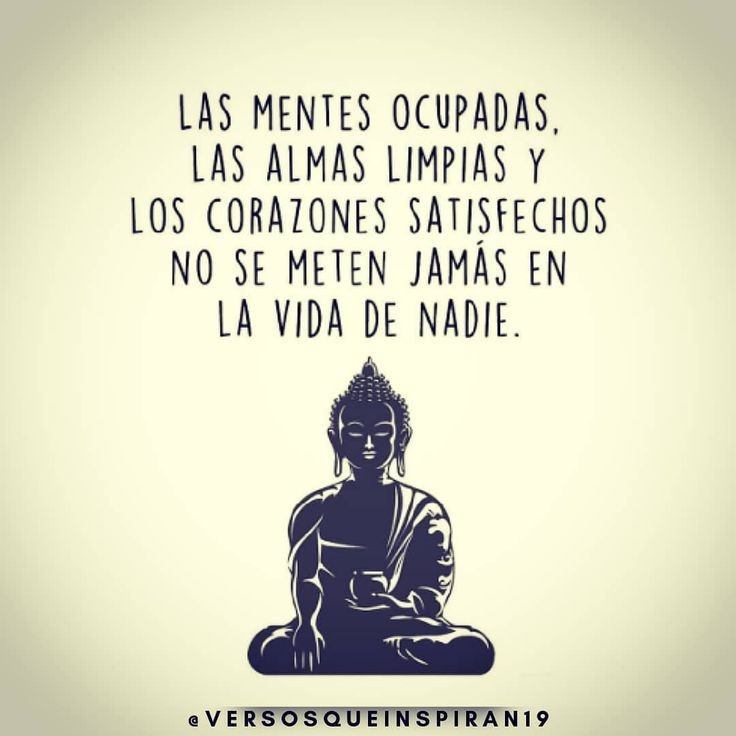 LAS MENTES OCUPADAS,
LAS ALMAS LIMPIAS Y
LOS CORAZONES SATISFECHOS
NO SE METEN JAMÁS EN
LA VIDA DE NADIE.
@VERSOSQUEINSPIRAN19